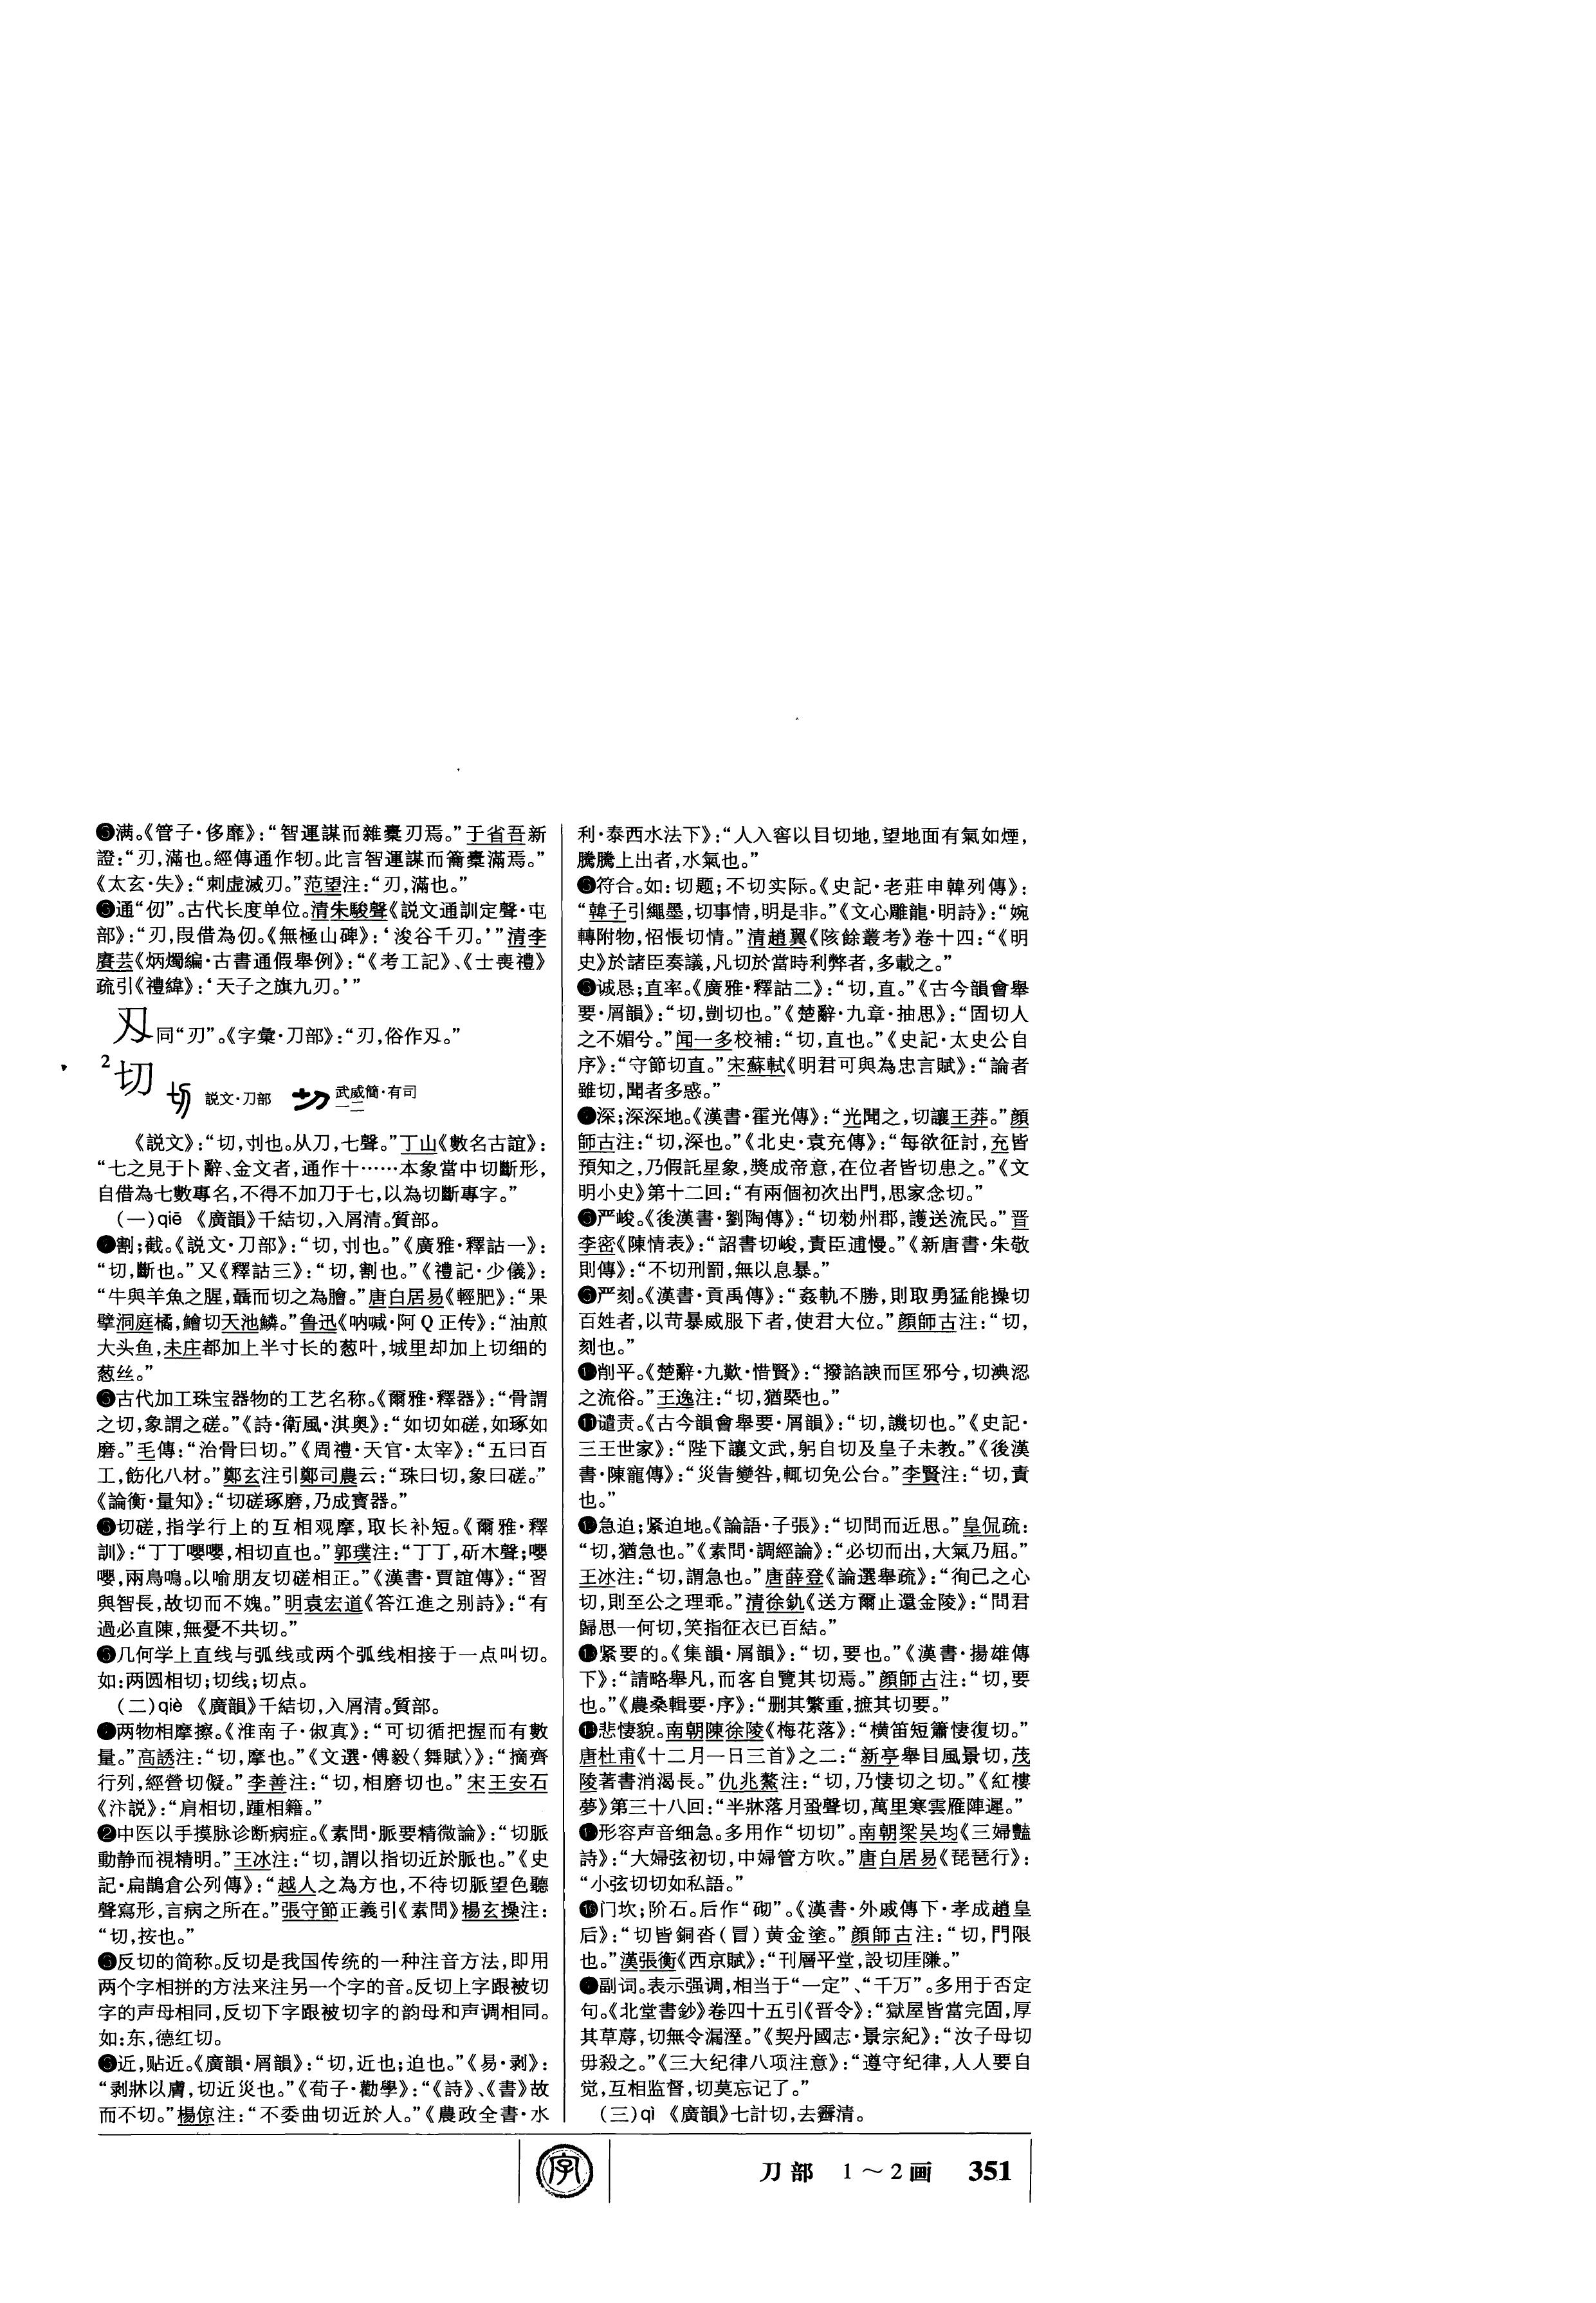 满。《管子·侈靡》：“智運謀而雜橐刃焉。”于省吾新
證：“刃，滿也。經傳通作牣。此言智運謀而籥橐滿焉。”
《太玄·失》：“刺虚滅刃。”范望注：“刃，滿也。”
通“仞”。古代长度单位。清朱駿聲《説文通訓定聲·屯
部》：“刃，叚借為仞。《無極山碑》：‘浚谷千刃。’”清李
賡芸《炳燭編·古書通假舉例》：“《考工記》、《士喪禮》
疏引《禮緯》：‘天子之旗九刃。’”
刄同“刃”。《字彙·刀部》：“刃，俗作刄。”
2切 切 説文·刀部 切 武威簡·有司一二
《説文》：“切，刌也。从刀，七聲。”丁山《數名古誼》：
“七之見于卜辭、金文者，通作十……本象當中切斷形，
自借為七數專名，不得不加刀于七，以為切斷專字。”
（一）qiē 《廣韻》千結切，入屑清。質部。
割；截。《説文·刀部》：“切，刌也。”《廣雅·釋詁一》：
“切，斷也。”又《釋詁三》：“切，割也。”《禮記·少儀》：
“牛與羊魚之腥，聶而切之為膾。”唐白居易《輕肥》：“果
擘洞庭橘，鱠切天池鱗。”鲁迅《呐喊·阿Q正传》：“油煎
大头鱼，未庄都加上半寸长的葱叶，城里却加上切细的
葱丝。”
古代加工珠宝器物的工艺名称。《爾雅·釋器》：“骨謂
之切，象謂之磋。”《詩·衛風·淇奥》：“如切如磋，如琢如
磨。”毛傳：“治骨曰切。”《周禮·天官·太宰》：“五曰百
工，飭化八材。”鄭玄注引鄭司農云：“珠曰切，象曰磋。”
《論衡·量知》：“切磋琢磨，乃成寳器。”
切磋，指学行上的互相观摩，取长补短。《爾雅·釋
訓》：“丁丁嚶嚶，相切直也。”郭璞注：“丁丁，斫木聲；嚶
嚶，兩鳥鳴。以喻朋友切磋相正。”《漢書·賈誼傳》：“習
與智長，故切而不媿。”明袁宏道《答江進之别詩》：“有
過必直陳，無憂不共切。”
几何学上直线与弧线或两个弧线相接于一点叫切。
如：两圆相切；切线；切点。
（二）qiè 《廣韻》千結切，入屑清。質部。
两物相摩擦。《淮南子·俶真》：“可切循把握而有數
量。”高誘注：“切，摩也。”《文選·傅毅〈舞賦〉》：“摘齊
行列，經營切儗。”李善注：“切，相磨切也。”宋王安石
《汴説》：“肩相切，踵相籍。”
❷中医以手摸脉诊断病症。《素問·脈要精微論》：“切脈
動静而視精明。”王冰注：“切，謂以指切近於脈也。”《史
記·扁鵲倉公列傳》：“越人之為方也，不待切脈望色聽
聲寫形，言病之所在。”張守節正義引《素問》楊玄操注：
“切，按也。”
❸反切的简称。反切是我国传统的一种注音方法，即用
两个字相拼的方法来注另一个字的音。反切上字跟被切
字的声母相同，反切下字跟被切字的韵母和声调相同。
如：东，德红切。
近，贴近。《廣韻·屑韻》：“切，近也；迫也。”《易·剥》：
“剥牀以膚，切近災也。”《荀子·勸學》：“《詩》、《書》故
而不切。”楊倞注：“不委曲切近於人。”《農政全書·水
利·泰西水法下》：“人入窖以目切地，望地面有氣如煙，
騰騰上出者，水氣也。”
符合。如：切题；不切实际。《史記·老莊申韓列傳》：
“韓子引繩墨，切事情，明是非。”《文心雕龍·明詩》：“婉
轉附物，怊悵切情。”清趙翼《陔餘叢考》卷十四：“《明
史》於諸臣奏議，凡切於當時利弊者，多載之。”
诚恳；直率。《廣雅·釋詁二》：“切，直。”《古今韻會舉
要·屑韻》：“切，剴切也。”《楚辭·九章·抽思》：“固切人
之不媚兮。”闻一多校補：“切，直也。”《史記·太史公自
序》：“守節切直。”宋蘇軾《明君可與為忠言賦》：“論者
雖切，聞者多惑。”
深；深深地。《漢書·霍光傳》：“光聞之，切讓王莽。”顔
師古注：“切，深也。”《北史·袁充傳》：“每欲征討，充皆
預知之，乃假託星象，獎成帝意，在位者皆切患之。”《文
明小史》第十二回：“有兩個初次出門，思家念切。”
严峻。《後漢書·劉陶傳》：“切勑州郡，護送流民。”晋
李密《陳情表》：“詔書切峻，責臣逋慢。”《新唐書·朱敬
則傳》：“不切刑罰，無以息暴。”
严刻。《漢書·貢禹傳》：“姦軌不勝，則取勇猛能操切
百姓者，以苛暴威服下者，使君大位。”顔師古注：“切，
刻也。”
削平。《楚辭·九歎·惜賢》：“撥諂諛而匡邪兮，切淟涊
之流俗。”王逸注：“切，猶槩也。”
⓫谴责。《古今韻會舉要·屑韻》：“切，譏切也。”《史記·
三王世家》：“陛下讓文武，躬自切及皇子未教。”《後漢
書·陳寵傳》：“災眚變咎，輒切免公台。”李賢注：“切，責
也。”
⓬急迫；紧迫地。《論語·子張》：“切問而近思。”皇侃疏：
“切，猶急也。”《素問·調經論》：“必切而出，大氣乃屈。”
王冰注：“切，謂急也。”唐薛登《論選舉疏》：“徇己之心
切，則至公之理乖。”清徐釚《送方爾止還金陵》：“問君
歸思一何切，笑指征衣已百結。”
⓭紧要的。《集韻·屑韻》：“切，要也。”《漢書·揚雄傳
下》：“請略舉凡，而客自覽其切焉。”顔師古注：“切，要
也。”《農桑輯要·序》：“删其繁重，摭其切要。”
⓮悲悽貌。南朝陳徐陵《梅花落》：“横笛短簫悽復切。”
唐杜甫《十二月一日三首》之二：“新亭舉目風景切，茂
陵著書消渴長。”仇兆鰲注：“切，乃悽切之切。”《紅樓
夢》第三十八回：“半牀落月蛩聲切，萬里寒雲雁陣遲。”
形容声音细急。多用作“切切”。南朝梁吴均《三婦豔
詩》：“大婦弦初切，中婦管方吹。”唐白居易《琵琶行》：
“小弦切切如私語。”
⓰门坎；阶石。后作“砌”。《漢書·外戚傳下·孝成趙皇
后》：“切皆銅沓（冒）黄金塗。”顔師古注：“切，門限
也。”漢張衡《西京賦》：“刊層平堂，設切厓隒。”
副词。表示强调，相当于“一定”、“千万”。多用于否定
句。《北堂書鈔》卷四十五引《晋令》：“獄屋皆當完固，厚
其草蓐，切無令漏溼。”《契丹國志·景宗紀》：“汝子母切
毋殺之。”《三大纪律八项注意》：“遵守纪律，人人要自
觉，互相监督，切莫忘记了。”
（三）qì 《廣韻》七計切，去霽清。
字
刀部 1～2画 351